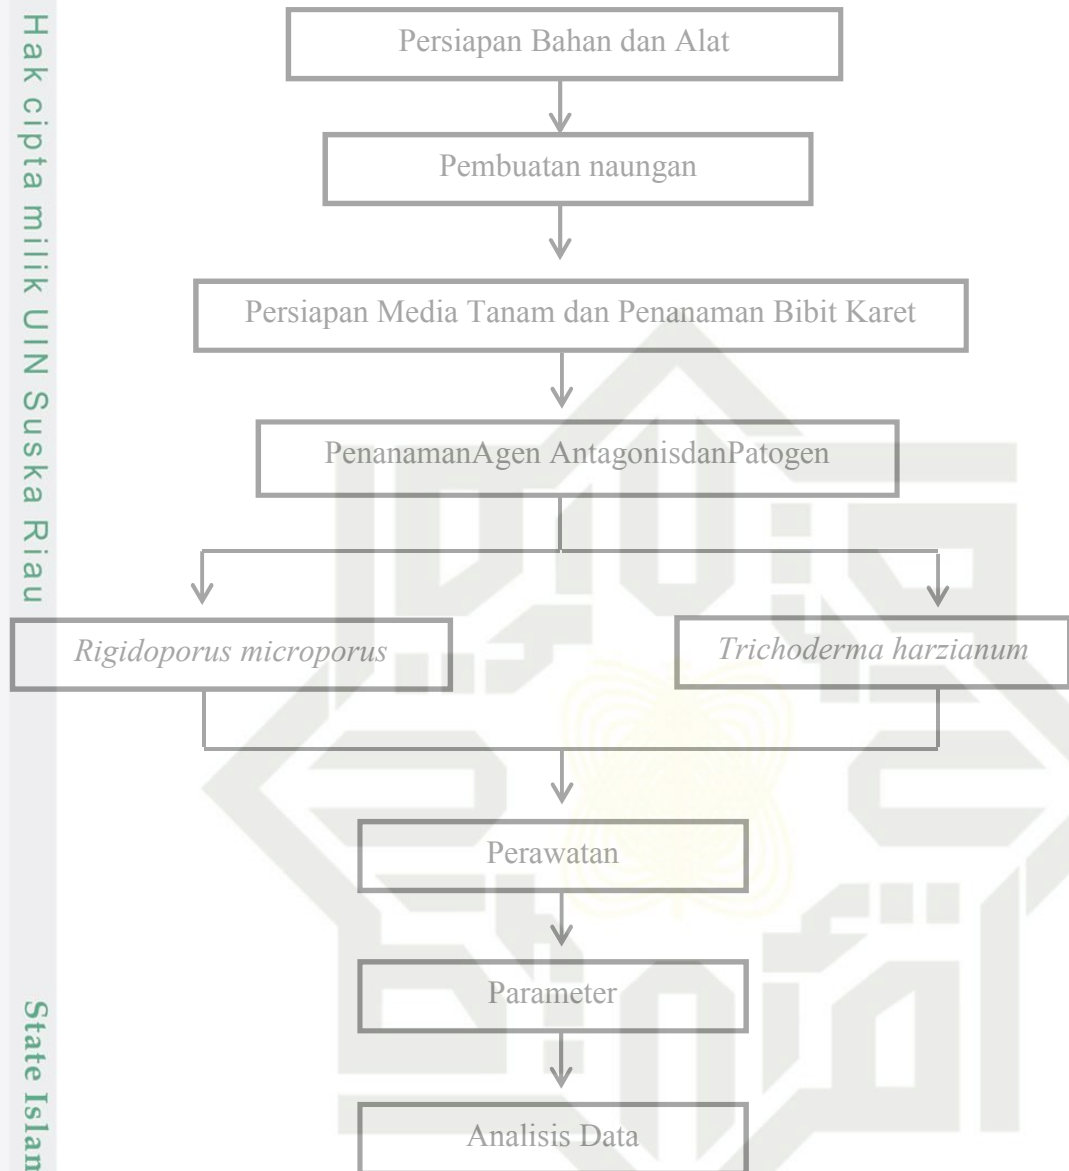 Hak cipta milik UIN Suska Riau
State Islam
Persiapan Bahan dan Alat
Pembuatan naungan
Persiapan Media Tanam dan Penanaman Bibit Karet
PenanamanAgen AntagonisdanPatogen
Rigidoporus microporus
Trichoderma harzianum
Perawatan
Parameter
Analisis Data